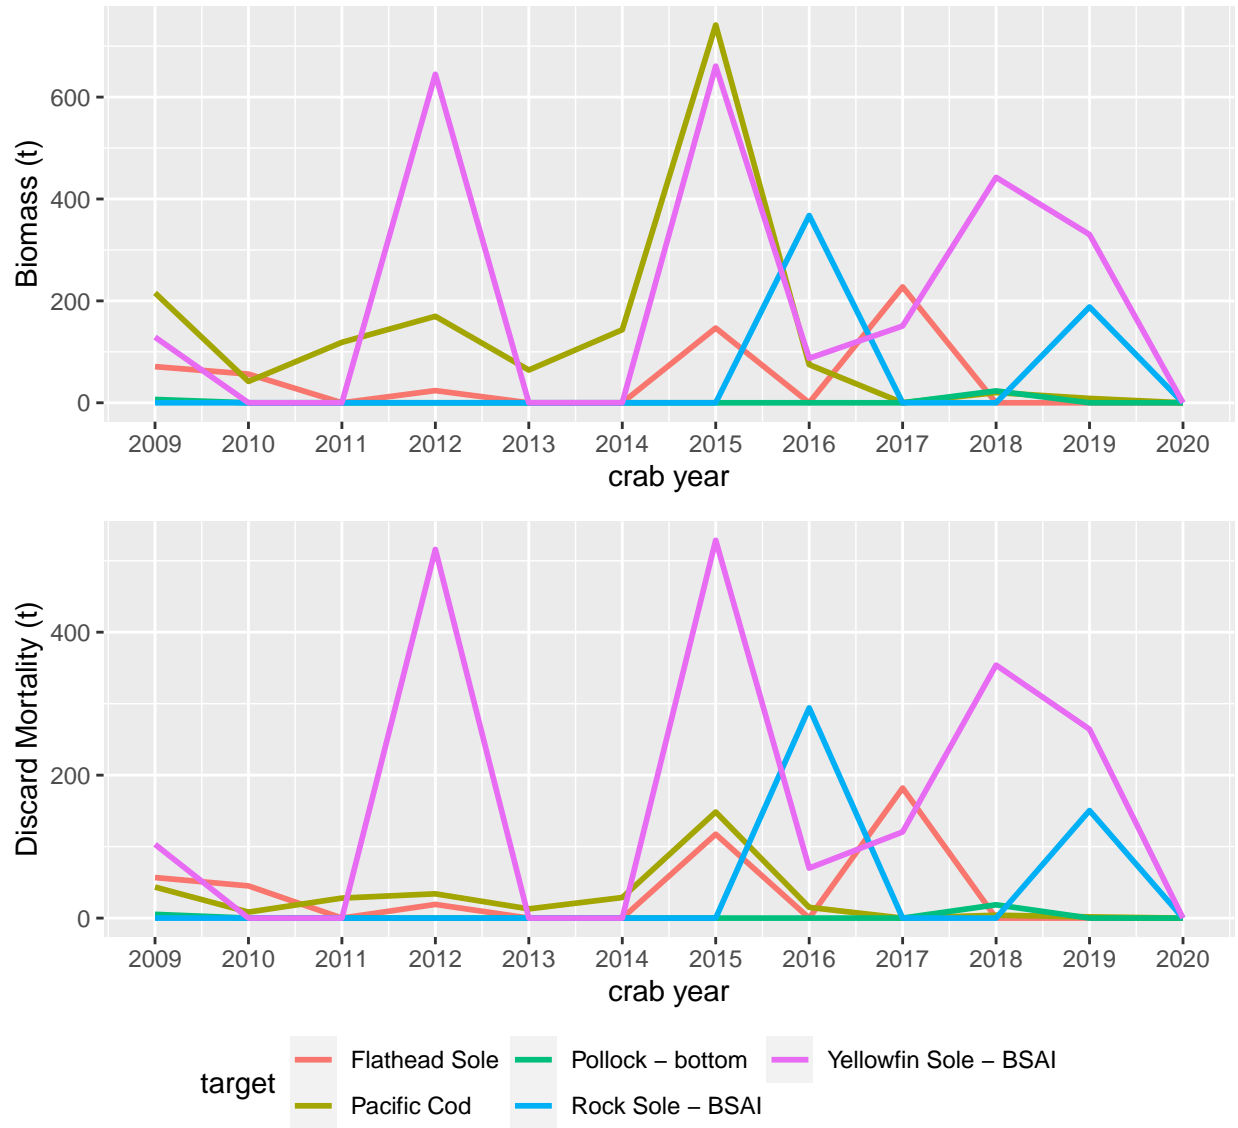 Biomass (t)
600
400
200
0
2009 2010 2011 2012 2013 2014 2015 2016 2017 2018 2019 2020
crab year
Discard Mortality (t)
400
200
0
2009 2010 2011 2012 2013 2014 2015 2016 2017 2018 2019 2020
crab year
target
Flathead Sole Pollock − bottom Yellowfin Sole − BSAI
Pacific Cod Rock Sole − BSAI